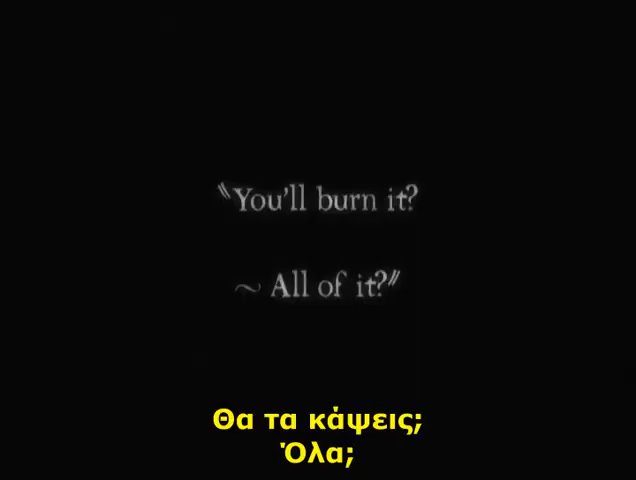 "You'll burn it?
~ All of it?"
Θα τα κάψεις;
Όλα;